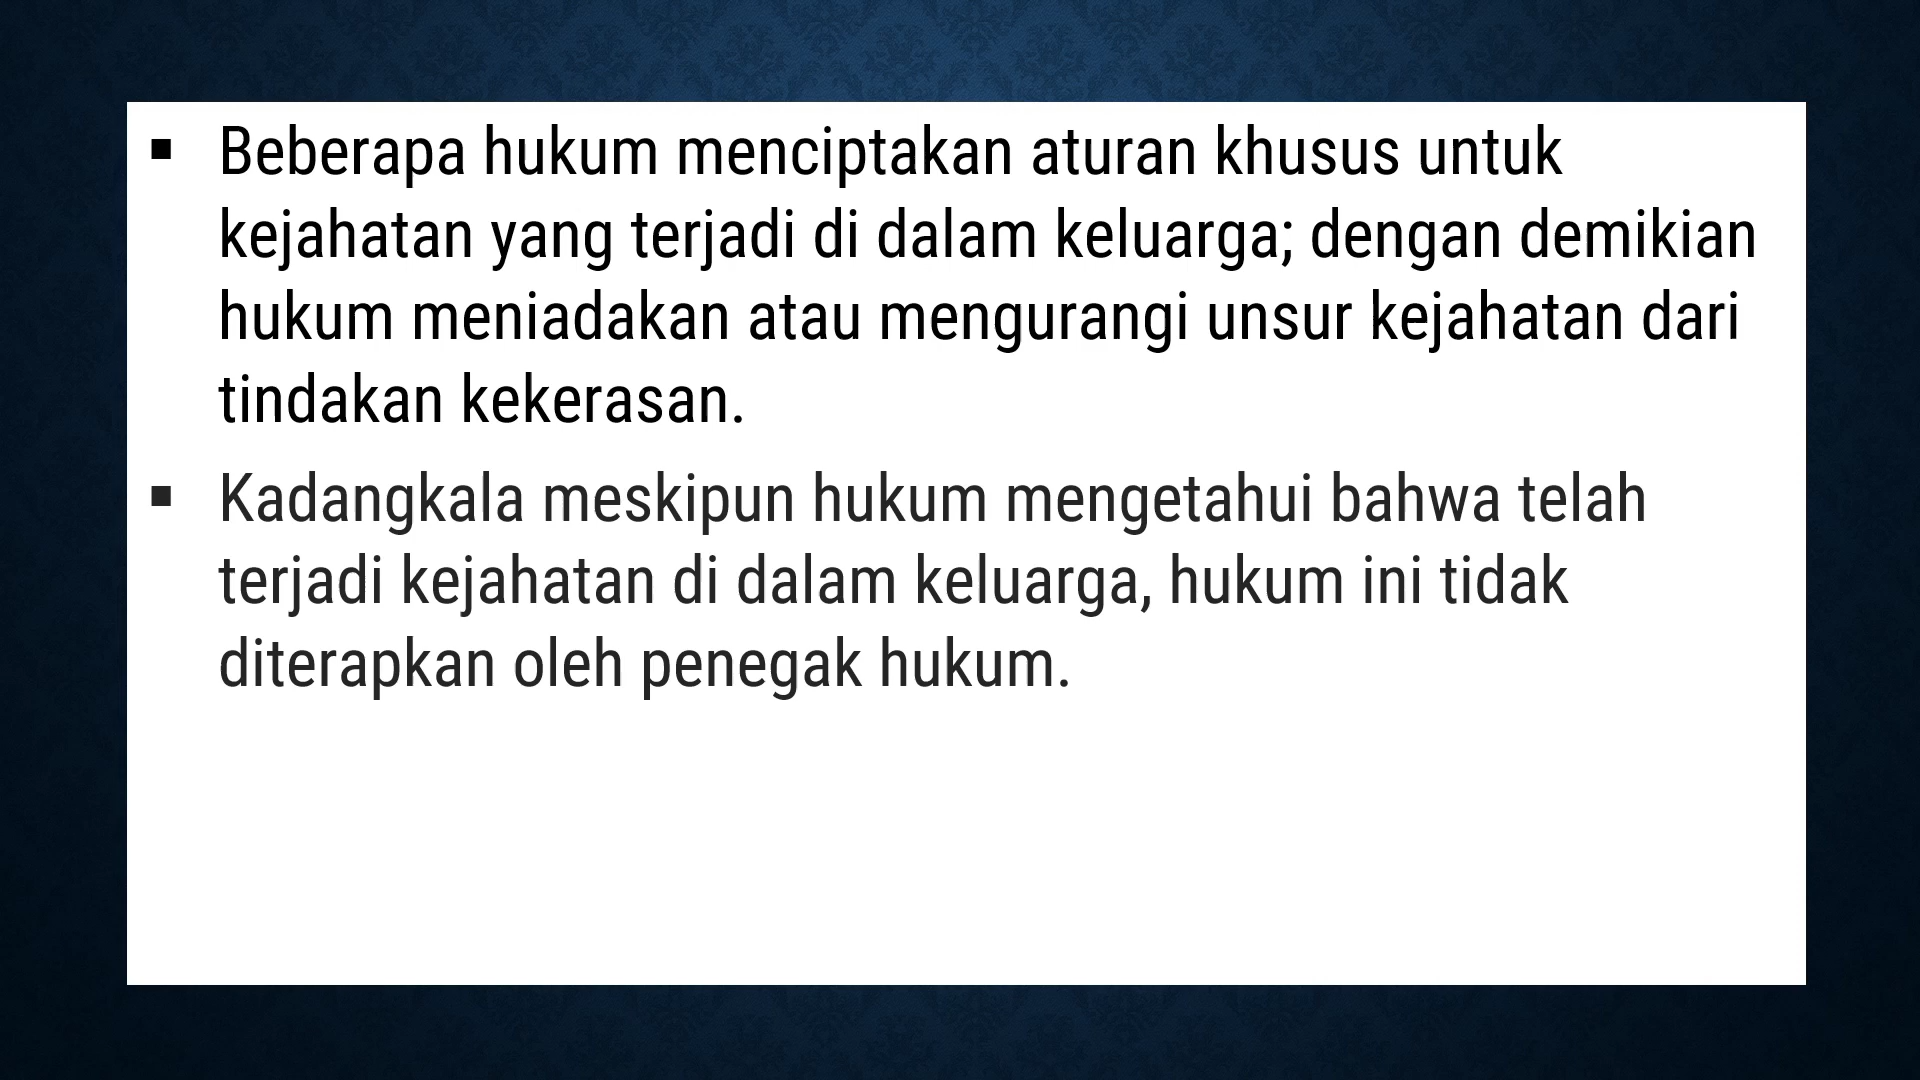 ▪ Beberapa hukum menciptakan aturan khusus untuk
kejahatan yang terjadi di dalam keluarga; dengan demikian
hukum meniadakan atau mengurangi unsur kejahatan dari
tindakan kekerasan.
▪ Kadangkala meskipun hukum mengetahui bahwa telah
terjadi kejahatan di dalam keluarga, hukum ini tidak
diterapkan oleh penegak hukum.